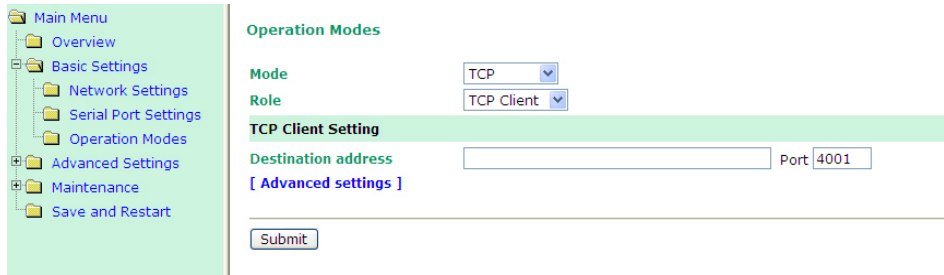 Main Menu
Overview
Basic Settings
Network Settings
Serial Port Settings
Operation Modes
Advanced Settings
Maintenance
Save and Restart
Operation Modes
Mode TCP
Role TCP Client
TCP Client Setting
Destination address Port 4001
[ Advanced settings ]
Submit